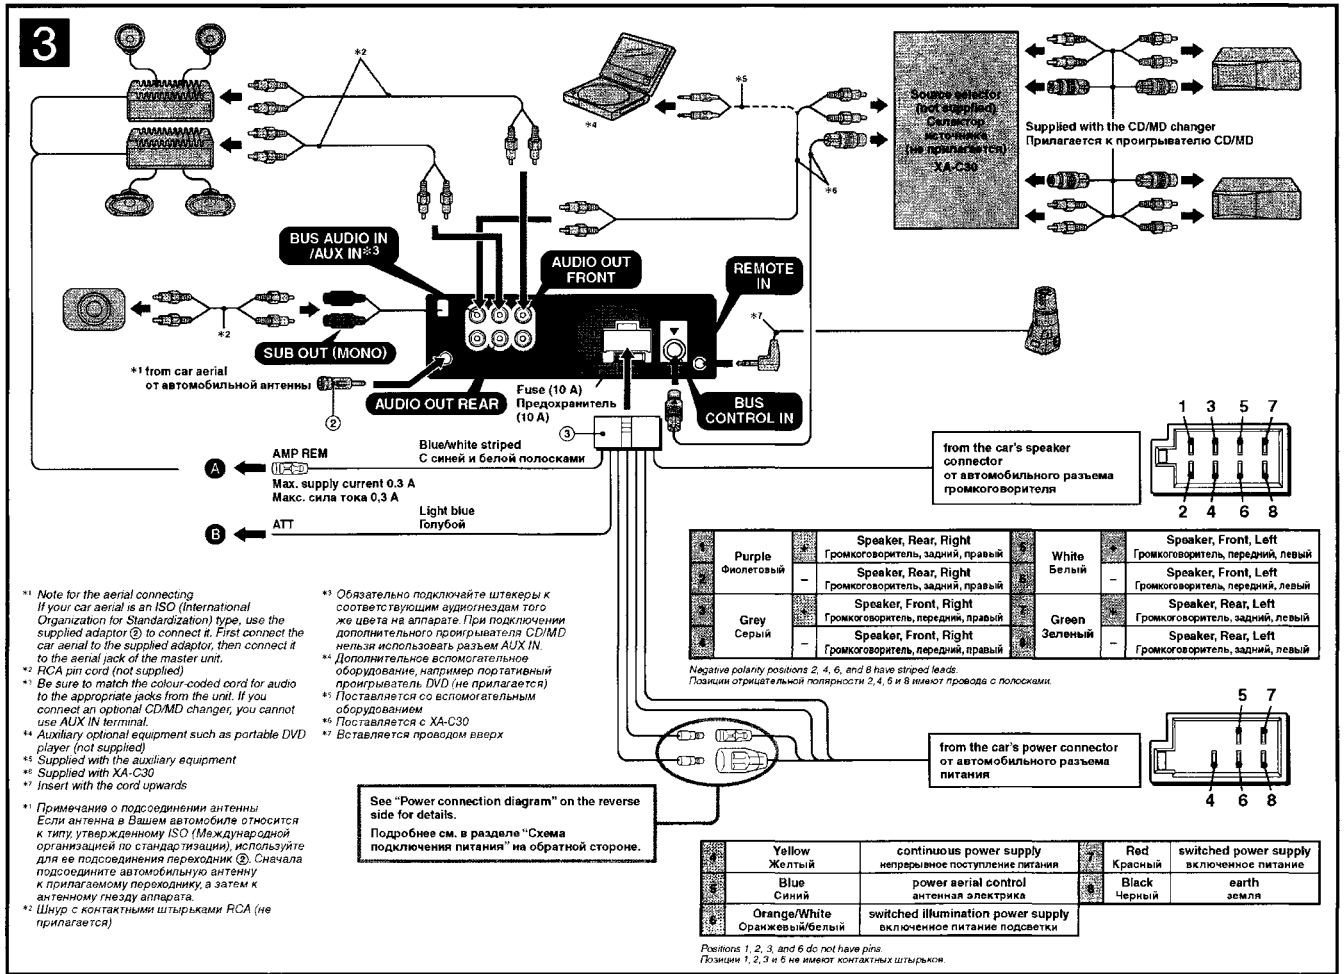 3
*2
*5
*4
*6
Source selector
(not supplied)
Селектор
источника
(не прилагается)
XA-C30
Supplied with the CD/MD changer
Прилагается к проигрывателю CD/MD
BUS AUDIO IN
/AUX IN*3
AUDIO OUT
FRONT
REMOTE
IN
*7
*2
SUB OUT (MONO)
*1 from car aerial
от автомобильной антенны
2
AUDIO OUT REAR
Fuse (10 A)
Предохранитель
(10 A)
BUS
CONTROL IN
3
AMP REM
Blue/white striped
С синей и белой полосками
A
Max. supply current 0.3 A
Макс. сила тока 0,3 A
Light blue
Голубой
B
ATT
from the car's speaker
connector
от автомобильного разъема
громкоговорителя
1 3 5 7
2 4 6 8
1 Purple Фиолетовый + Speaker, Rear, Right
Громкоговоритель, задний, правый
2 – Speaker, Rear, Right
Громкоговоритель, задний, правый
3 Grey Серый + Speaker, Front, Right
Громкоговоритель, передний, правый
4 – Speaker, Front, Right
Громкоговоритель, передний, правый
5 White Белый + Speaker, Front, Left
Громкоговоритель, передний, левый
6 – Speaker, Front, Left
Громкоговоритель, передний, левый
7 Green Зеленый + Speaker, Rear, Left
Громкоговоритель, задний, левый
8 – Speaker, Rear, Left
Громкоговоритель, задний, левый
Negative polarity positions 2, 4, 6, and 8 have striped leads.
Позиции отрицательной полярности 2, 4, 6 и 8 имеют провода с полосками.
*1 Note for the aerial connecting
If your car aerial is an ISO (International
Organization for Standardization) type, use the
supplied adaptor ② to connect it. First connect the
car aerial to the supplied adaptor, then connect it
to the aerial jack of the master unit.
*2 RCA pin cord (not supplied)
*3 Be sure to match the colour-coded cord for audio
to the appropriate jacks from the unit. If you
connect an optional CD/MD changer, you cannot
use AUX IN terminal.
*4 Auxiliary optional equipment such as portable DVD
player (not supplied)
*5 Supplied with the auxiliary equipment
*6 Supplied with XA-C30
*7 Insert with the cord upwards
*1 Примечание о подсоединении антенны
Если антенна в Вашем автомобиле относится
к типу, утвержденному ISO (Международной
организацией по стандартизации), используйте
для ее подсоединения переходник ②. Сначала
подсоедините автомобильную антенну
к прилагаемому переходнику, а затем к
антенному гнезду аппарата.
*2 Шнур с контактными штырьками RCA (не
прилагается)
*3 Обязательно подключайте штекеры к
соответствующим аудиогнездам того
же цвета на аппарате. При подключении
дополнительного проигрывателя CD/MD
нельзя использовать разъем AUX IN.
*4 Дополнительное вспомогательное
оборудование, например портативный
проигрыватель DVD (не прилагается)
*5 Поставляется со вспомогательным
оборудованием
*6 Поставляется с XA-C30
*7 Вставляется проводом вверх
See “Power connection diagram” on the reverse
side for details.
Подробнее см. в разделе “Схема
подключения питания” на обратной стороне.
from the car's power connector
от автомобильного разъема
питания
5 7
4 6 8
4 Yellow Желтый continuous power supply
непрерывное поступление питания
5 Blue Синий power aerial control
антенная электрика
6 Orange/White Оранжевый/белый switched illumination power supply
включенное питание подсветки
7 Red Красный switched power supply
включенное питание
8 Black Черный earth
земля
Positions 1, 2, 3, and 6 do not have pins.
Позиции 1, 2, 3 и 6 не имеют контактных штырьков.